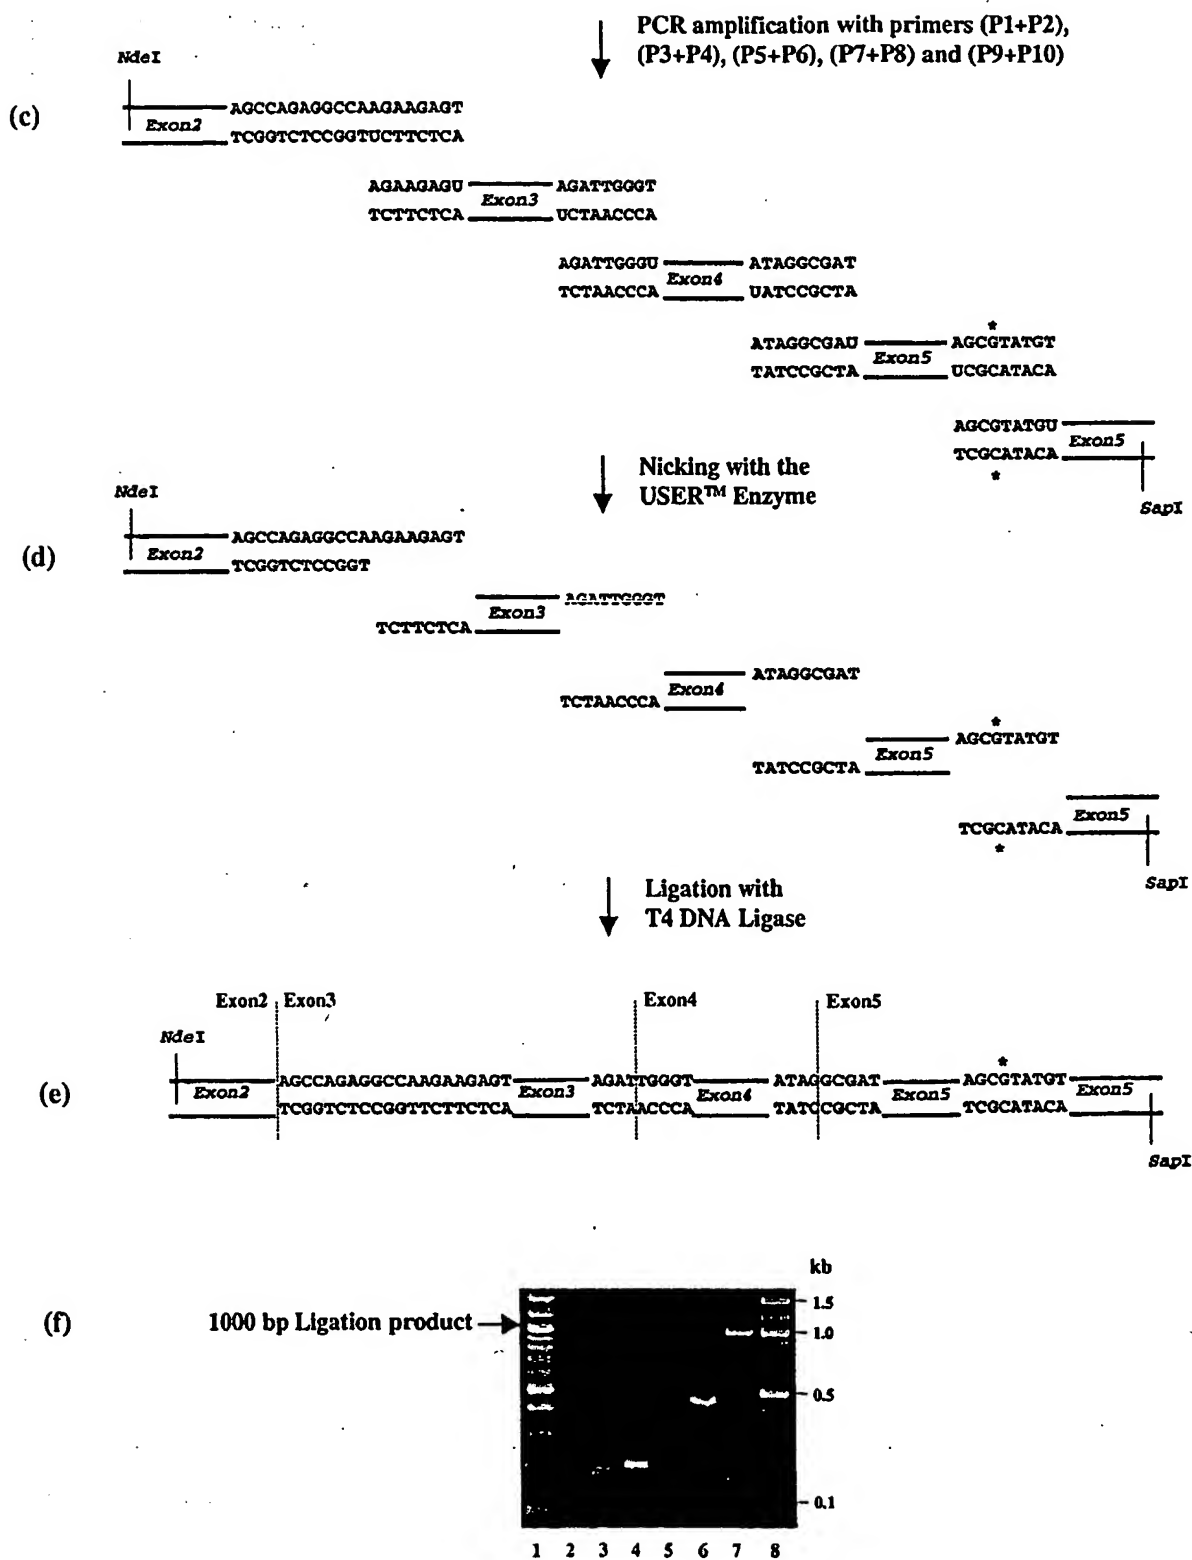 PCR amplification with primers (P1+P2),
(P3+P4), (P5+P6), (P7+P8) and (P9+P10)
NdeI
(c)
Exon2
AGCCAGAGGCCAAGAAGAGT
TCGGTCTCCGGTUCTTCTCA
AGAAGAGU Exon3 AGATTGGGT
TCTTCTCA UCTAACCCA
AGATTGGGU Exon4 ATAGGCGAT
TCTAACCCA UATCCGCTA
*
ATAGGCGAU Exon5 AGCGTATGT
TATCCGCTA UCGCATACA
AGCGTATGU Exon5
TCGCATACA
*
SapI
Nicking with the
USER™ Enzyme
NdeI
(d)
Exon2
AGCCAGAGGCCAAGAAGAGT
TCGGTCTCCGGT
Exon3 AGATTGGGT
TCTTCTCA
Exon4 ATAGGCGAT
TCTAACCCA
*
Exon5 AGCGTATGT
TATCCGCTA
Exon5
TCGCATACA
*
SapI
Ligation with
T4 DNA Ligase
Exon2 Exon3 Exon4 Exon5
NdeI
*
(e)
Exon2 AGCCAGAGGCCAAGAAGAGT Exon3 AGATTGGGT Exon4 ATAGGCGAT Exon5 AGCGTATGT Exon5
TCGGTCTCCGGTTCTTCTCA TCTAACCCA TATCCGCTA TCGCATACA
SapI
(f)
1000 bp Ligation product
kb
1.5
1.0
0.5
0.1
1 2 3 4 5 6 7 8